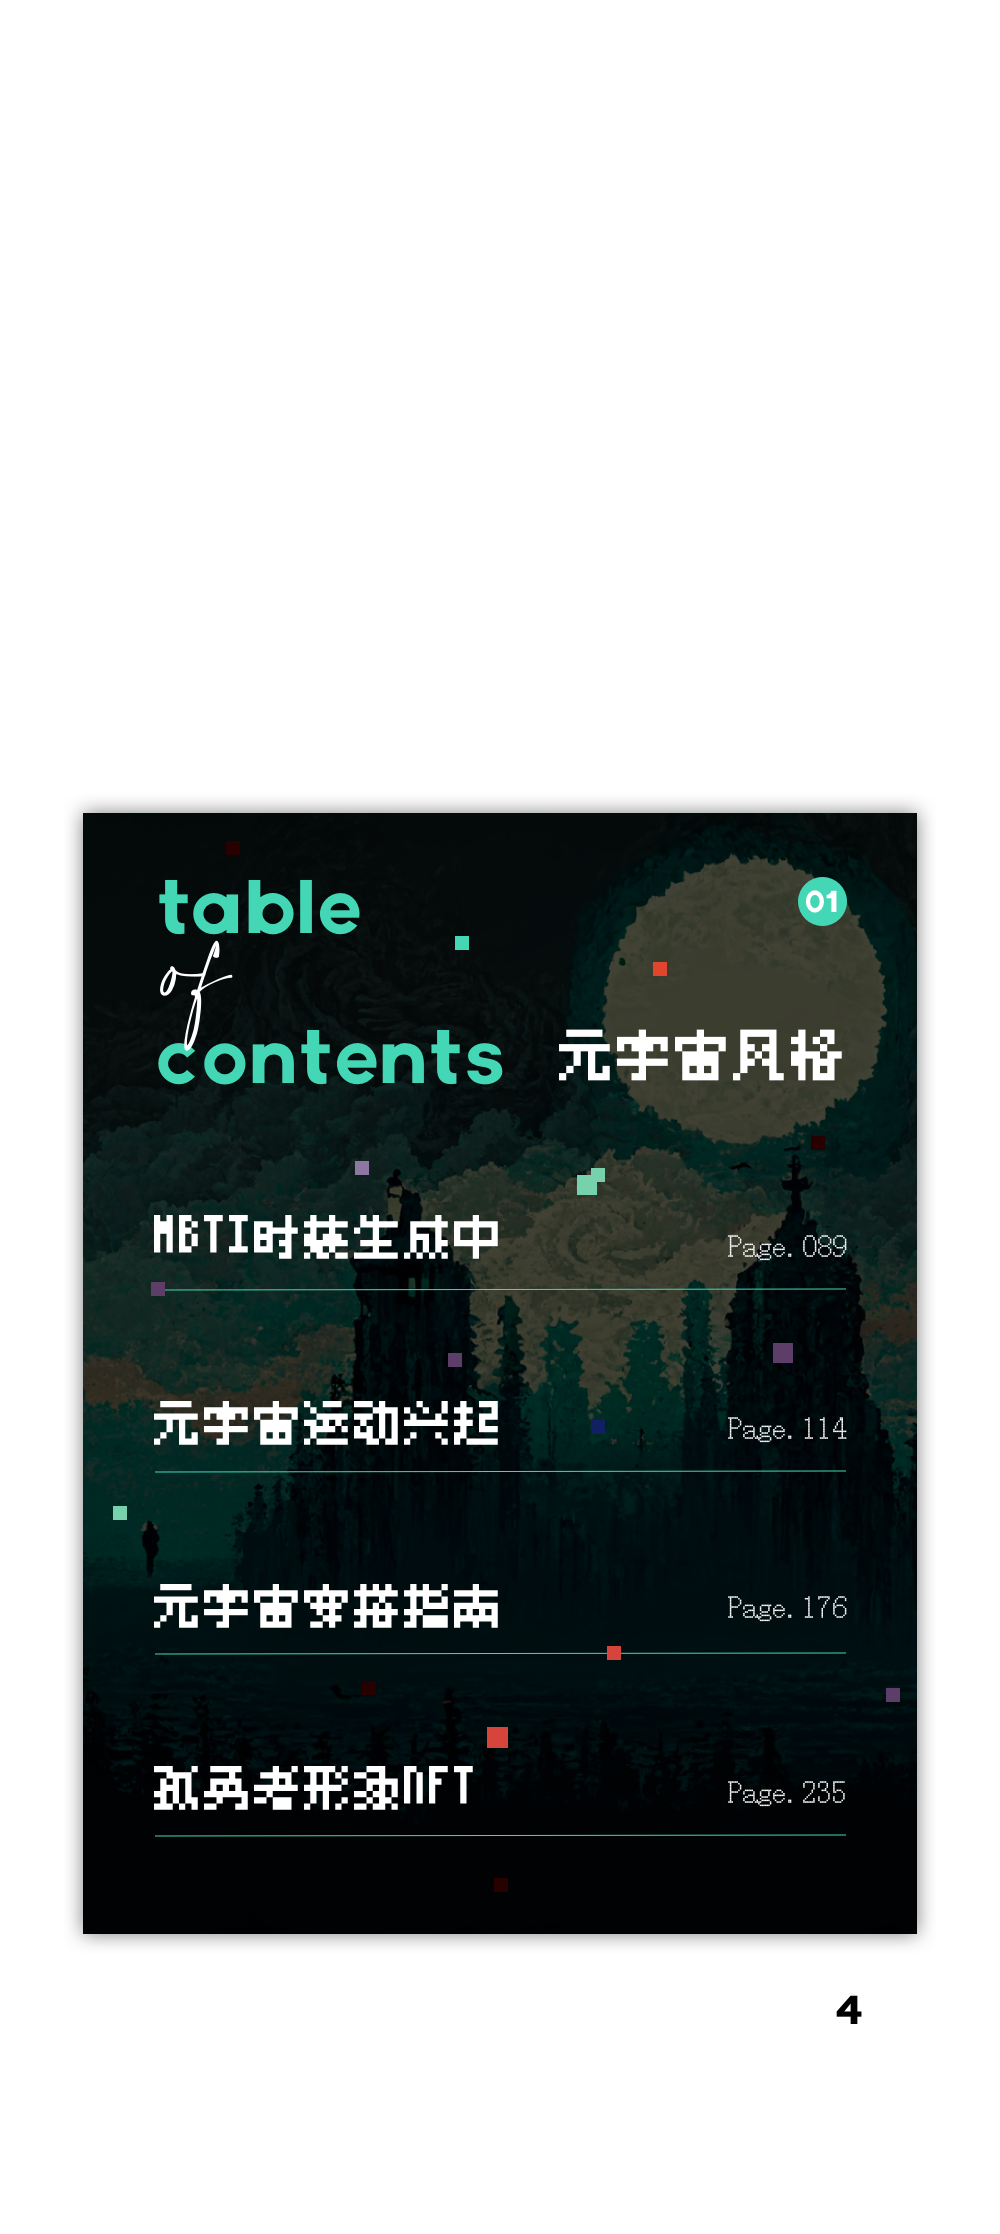 table
01
of
contents 元宇宙风格
MBTI时装生成中 Page. 089
元宇宙运动兴起 Page. 114
元宇宙穿搭指南 Page. 176
NFT Page. 235
4